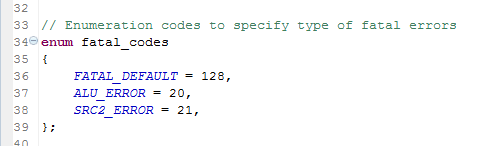 32
33 // Enumeration codes to specify type of fatal errors
34 enum fatal_codes
35 {
36 FATAL_DEFAULT = 128,
37 ALU_ERROR = 20,
38 SRC2_ERROR = 21,
39 };
40